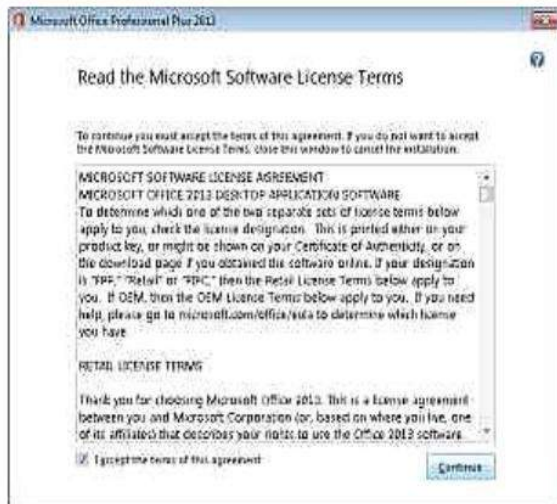 Microsoft Office Professional Plus 2013
Read the Microsoft Software License Terms
To continue you must accept the terms of this agreement. If you do not want to accept
the Microsoft Software License Terms, close this window to cancel the installation.
MICROSOFT SOFTWARE LICENSE AGREEMENT
MICROSOFT OFFICE 2013 DESKTOP APPLICATION SOFTWARE
To determine which one of the two separate sets of license terms below
apply to you, check the license designation. This is printed either on your
product key, or might be shown on your Certificate of Authenticity, or on
the download page if you obtained the software online. If your designation
is "FPP," "Retail" or "PIPC," then the Retail License Terms below apply to
you. If OEM, then the OEM License Terms below apply to you. If you need
help, please go to microsoft.com/office/eula to determine which license
you have.
RETAIL LICENSE TERMS
Thank you for choosing Microsoft Office 2013. This is a license agreement
between you and Microsoft Corporation (or, based on where you live, one
of its affiliates) that describes your rights to use the Office 2013 software.
I accept the terms of this agreement
Continue